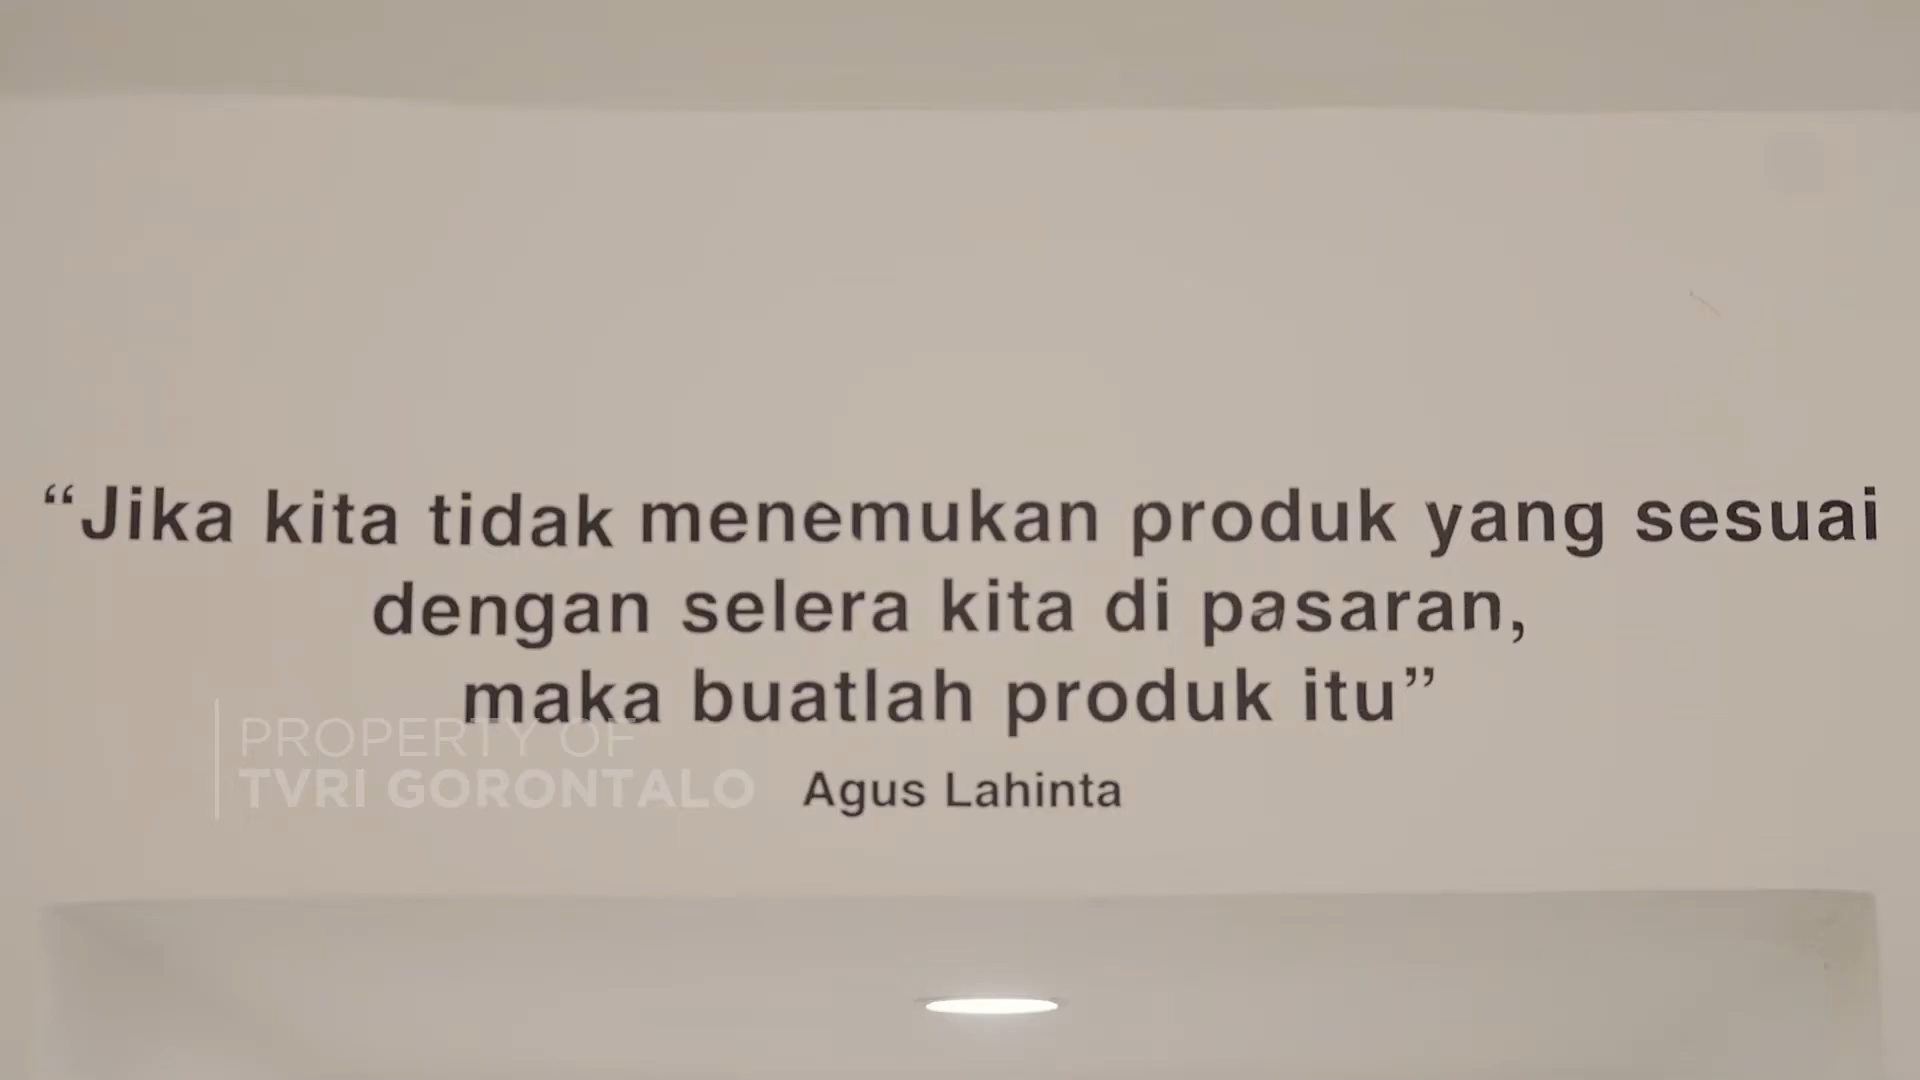 “Jika kita tidak menemukan produk yang sesuai
dengan selera kita di pasaran,
maka buatlah produk itu”
Agus Lahinta
PROPERTY OF
TVRI GORONTALO